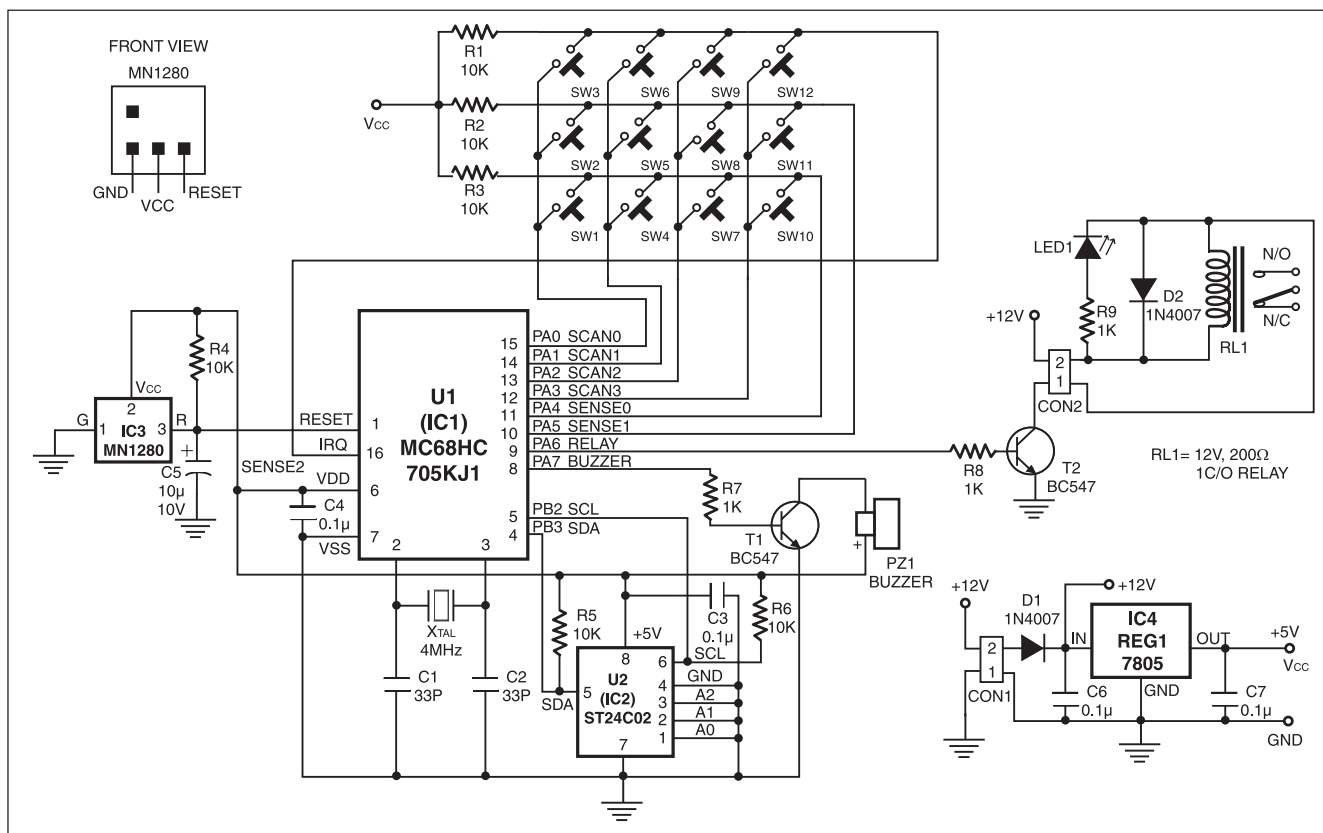 FRONT VIEW
MN1280
GND
VCC
RESET
VCC
R1
10K
R2
10K
R3
10K
SW3
SW6
SW9
SW12
SW2
SW5
SW8
SW11
SW1
SW4
SW7
SW10
R4
10K
VCC
G
1
2
3
R
IC3
MN1280
+
C5
10µ
10V
SENSE2
C4
0.1µ
RESET
IRQ
VDD
VSS
1
16
6
7
2
3
U1
(IC1)
MC68HC
705KJ1
15
PA0 SCAN0
14
PA1 SCAN1
13
PA2 SCAN2
12
PA3 SCAN3
11
PA4 SENSE0
10
PA5 SENSE1
9
PA6 RELAY
8
PA7 BUZZER
5
PB2 SCL
4
PB3 SDA
XTAL
4MHz
C1
33P
C2
33P
R5
10K
+5V
C3
0.1µ
R6
10K
SCL
GND
A2
A1
A0
SDA
8
6
5
4
3
2
1
7
U2
(IC2)
ST24C02
R7
1K
T1
BC547
+
PZ1
BUZZER
R8
1K
T2
BC547
+12V
2
1
CON2
LED1
R9
1K
D2
1N4007
RL1
N/O
N/C
RL1= 12V, 200Ω
1C/O RELAY
+12V
2
1
CON1
D1
1N4007
+12V
IN
IC4
REG1
7805
OUT
GND
C6
0.1µ
C7
0.1µ
+5V
VCC
GND